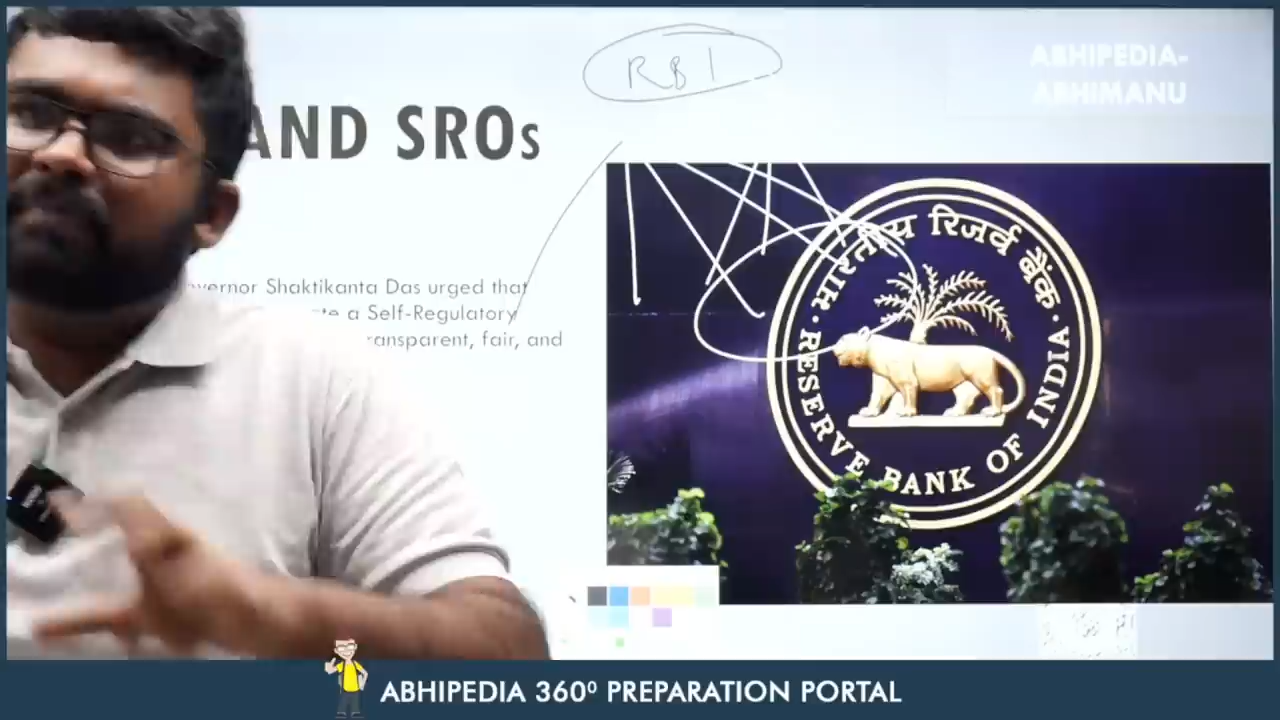 RBI
ABHIPEDIA-
ABHIMANU
AND SROs
Governor Shaktikanta Das urged that
a Self-Regulatory
transparent, fair, and
भारतीय रिज़र्व बैंक
RESERVE BANK OF INDIA
ABHIPEDIA 360⁰ PREPARATION PORTAL